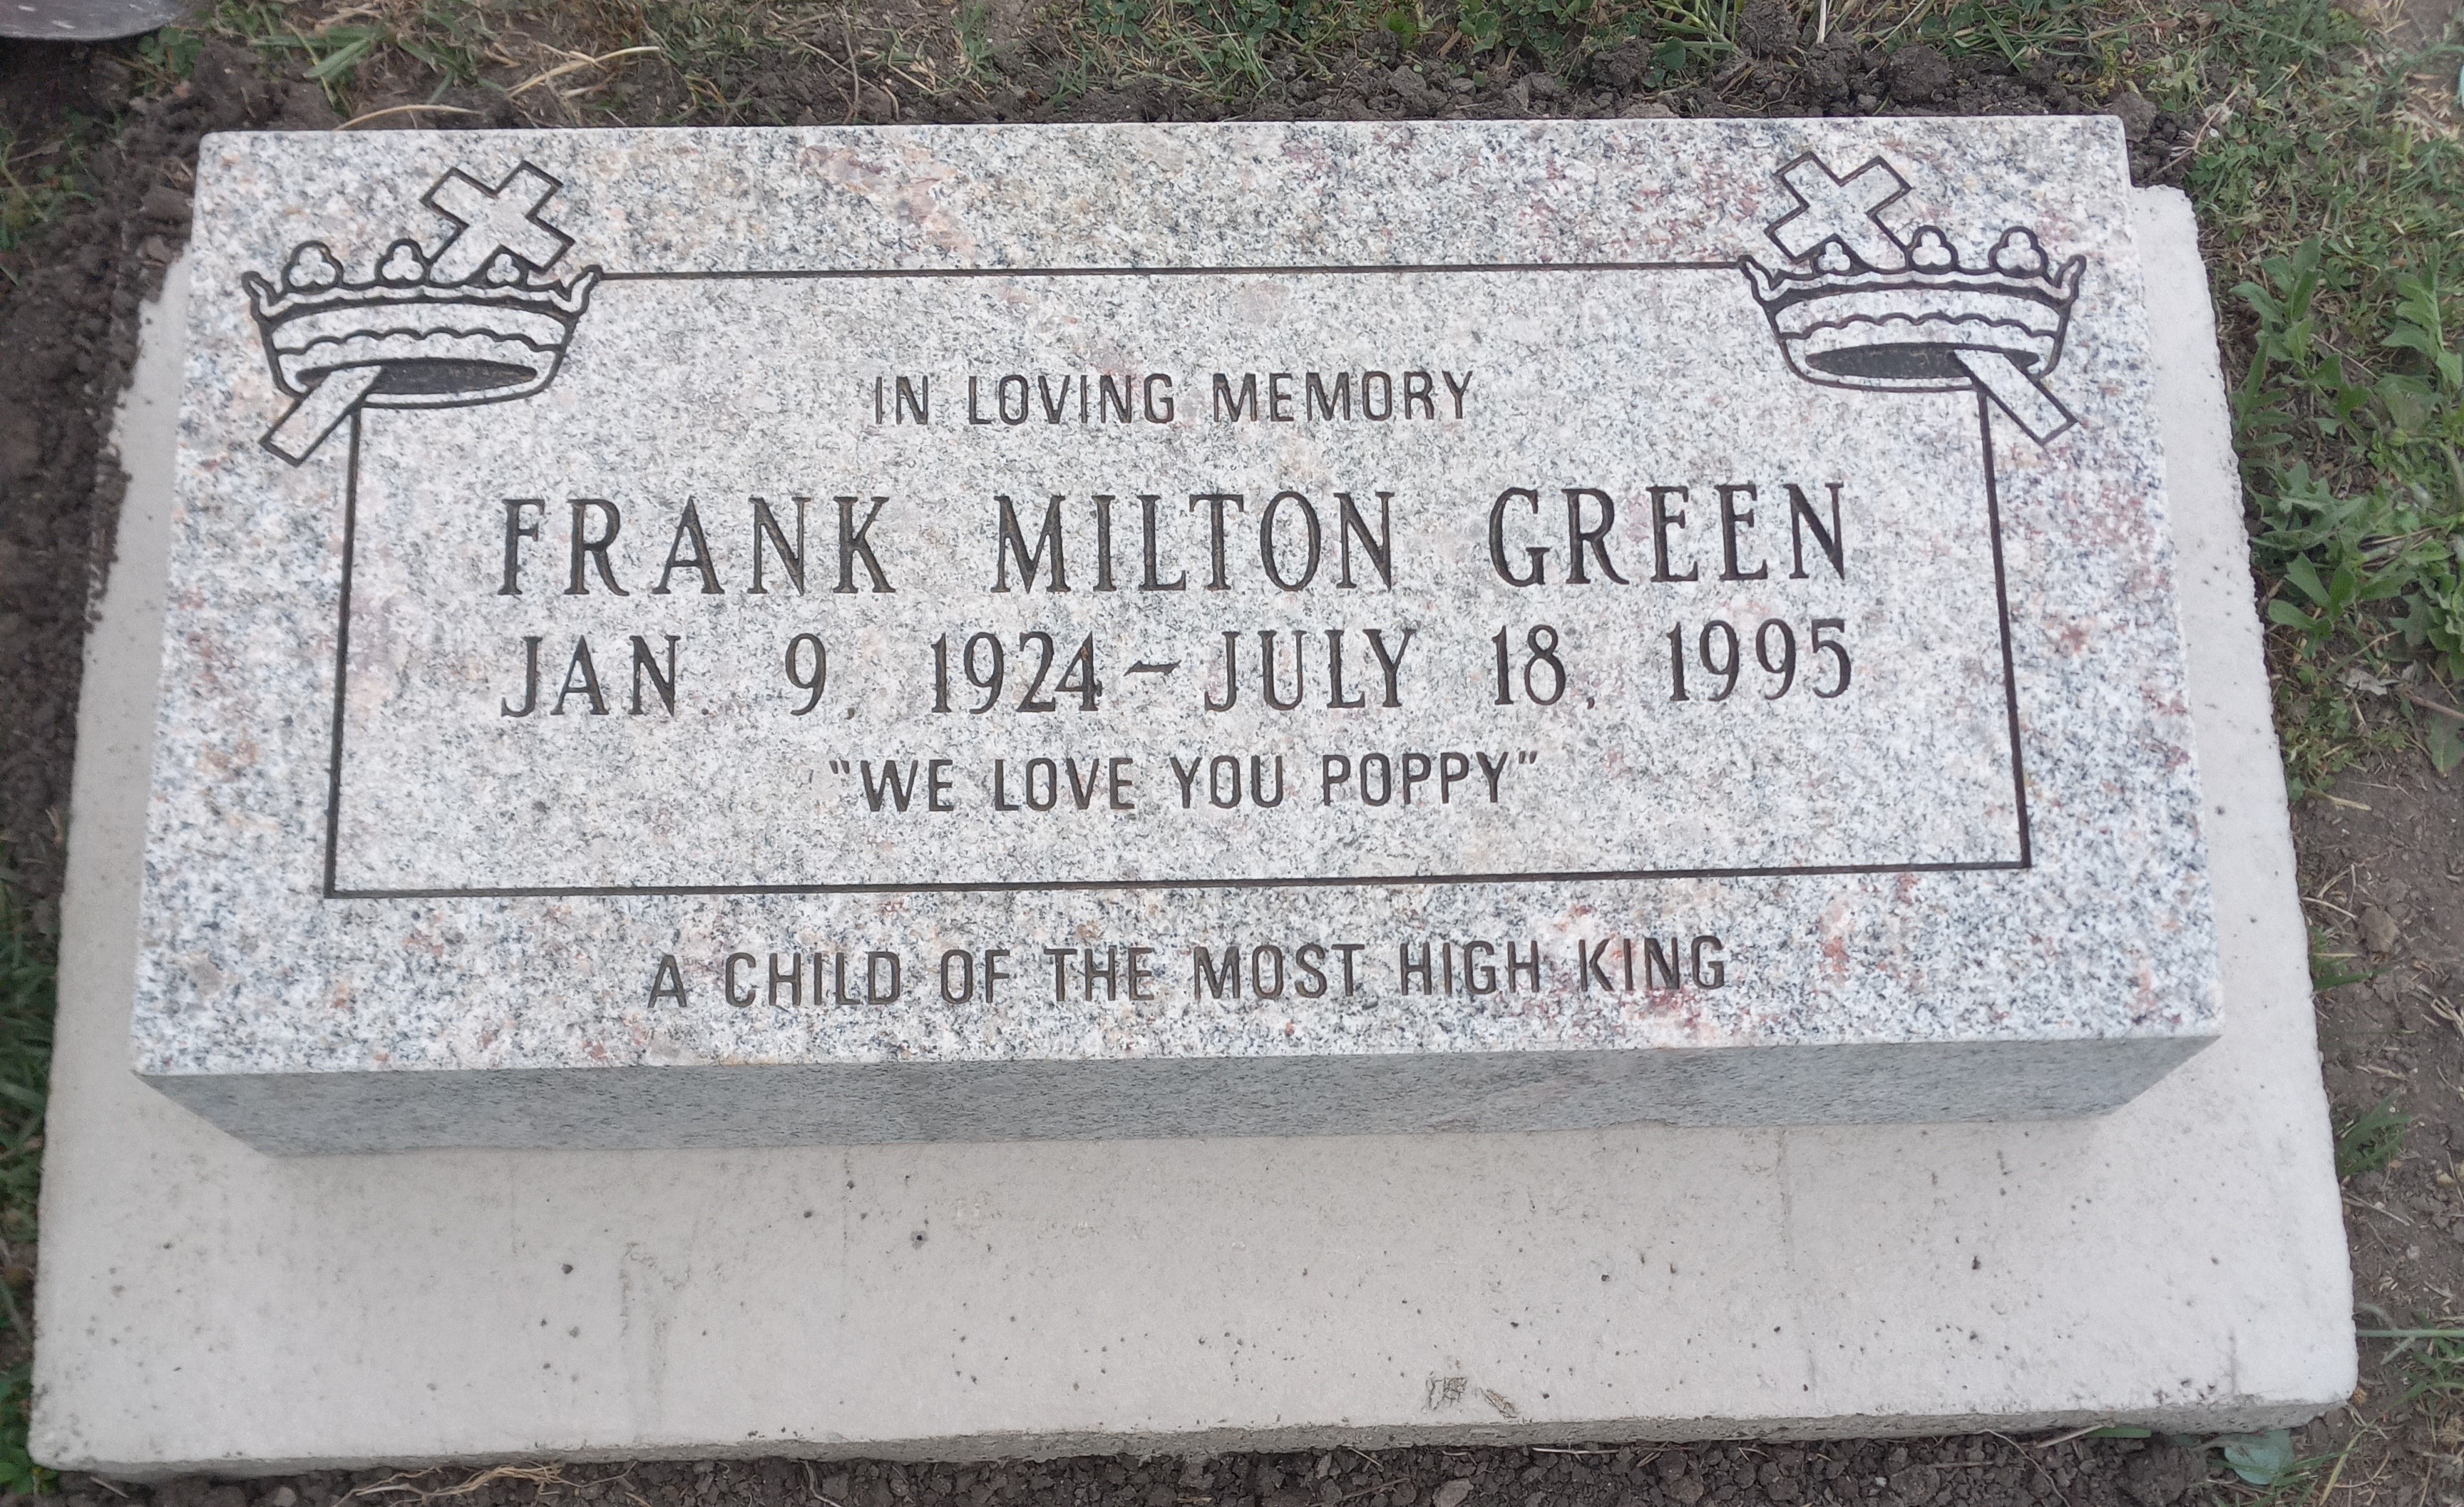 IN LOVING MEMORY
FRANK MILTON GREEN
JAN. 9, 1924 - JULY 18, 1995
"WE LOVE YOU POPPY"
A CHILD OF THE MOST HIGH KING